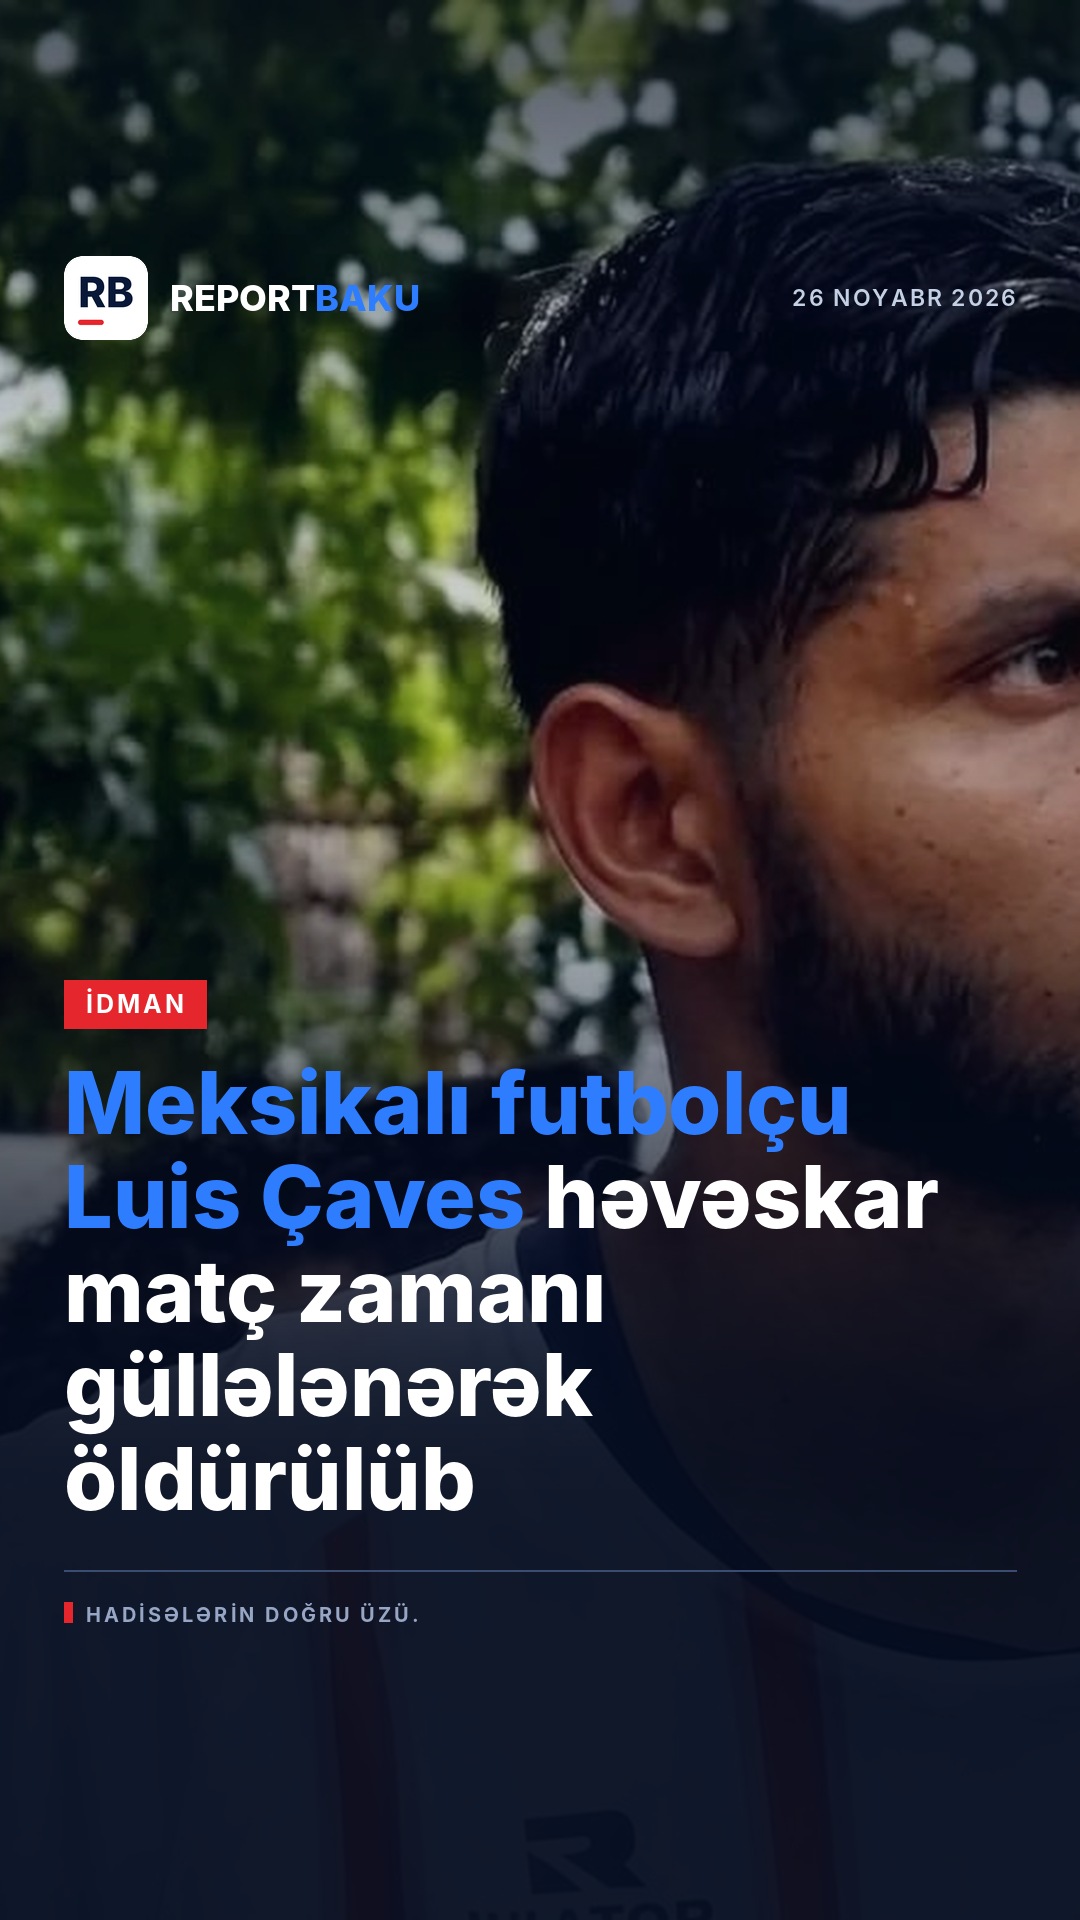 RB
REPORTBAKU
26 NOYABR 2026
İDMAN
Meksikalı futbolçu
Luis Çaves həvəskar
matç zamanı
güllələnərək
öldürülüb
HADİSƏLƏRİN DOĞRU ÜZÜ.